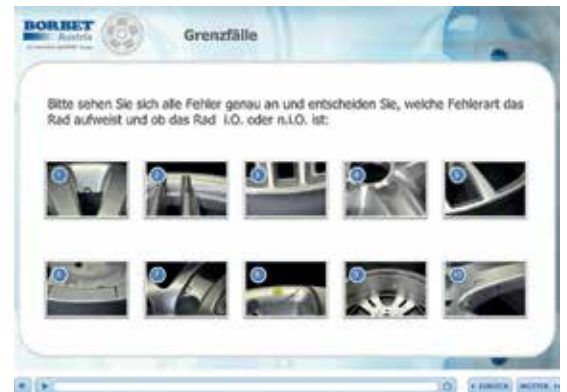 BORBET
Austria
Grenzfälle
Bitte sehen Sie sich alle Fehler genau an und entscheiden Sie, welche Fehlerart das
Rad aufweist und ob das Rad i.O. oder n.i.O. ist:
1
2
3
4
5
6
7
8
9
10
ZURÜCK
WEITER